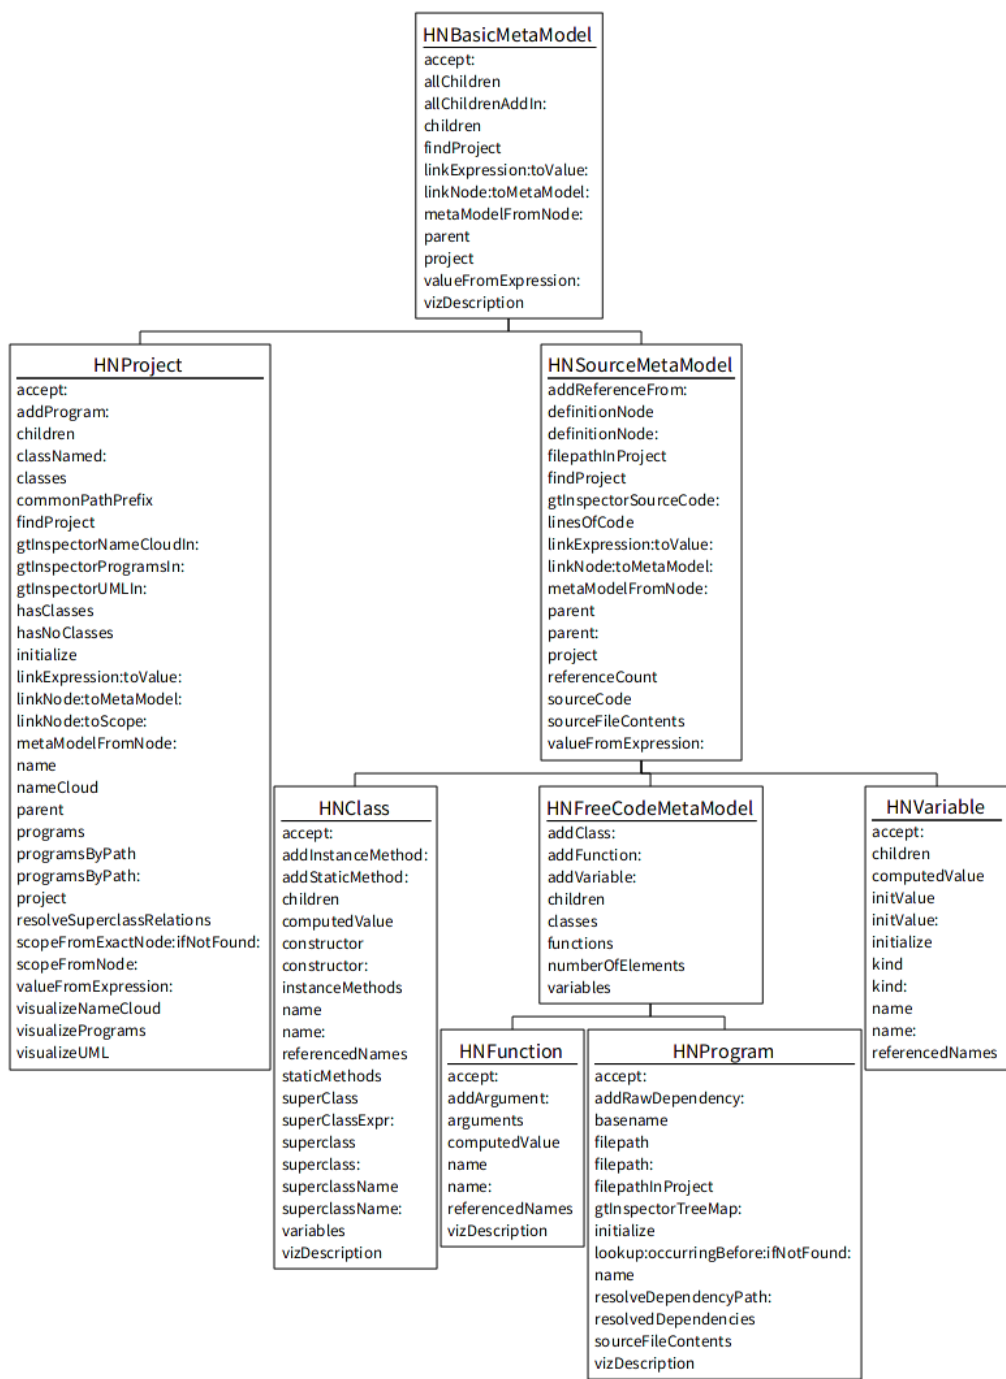 HNBasicMetaModel
accept:
allChildren
allChildrenAddIn:
children
findProject
linkExpression:toValue:
linkNode:toMetaModel:
metaModelFromNode:
parent
project
valueFromExpression:
vizDescription
HNProject
accept:
addProgram:
children
classNamed:
classes
commonPathPrefix
findProject
gtInspectorNameCloudIn:
gtInspectorProgramsIn:
gtInspectorUMLIn:
hasClasses
hasNoClasses
initialize
linkExpression:toValue:
linkNode:toMetaModel:
linkNode:toScope:
metaModelFromNode:
name
nameCloud
parent
programs
programsByPath
programsByPath:
project
resolveSuperclassRelations
scopeFromExactNode:ifNotFound:
scopeFromNode:
valueFromExpression:
visualizeNameCloud
visualizePrograms
visualizeUML
HNSourceMetaModel
addReferenceFrom:
definitionNode
definitionNode:
filepathInProject
findProject
gtInspectorSourceCode:
linesOfCode
linkExpression:toValue:
linkNode:toMetaModel:
metaModelFromNode:
parent
parent:
project
referenceCount
sourceCode
sourceFileContents
valueFromExpression:
HNClass
accept:
addInstanceMethod:
addStaticMethod:
children
computedValue
constructor
constructor:
instanceMethods
name
name:
referencedNames
staticMethods
superClass
superClassExpr:
superclass
superclass:
superclassName
superclassName:
variables
vizDescription
HNFreeCodeMetaModel
addClass:
addFunction:
addVariable:
children
classes
functions
numberOfElements
variables
HNVariable
accept:
children
computedValue
initValue
initValue:
initialize
kind
kind:
name
name:
referencedNames
HNFunction
accept:
addArgument:
arguments
computedValue
name
name:
referencedNames
vizDescription
HNProgram
accept:
addRawDependency:
basename
filepath
filepath:
filepathInProject
gtInspectorTreeMap:
initialize
lookup:occurringBefore:ifNotFound:
name
resolveDependencyPath:
resolvedDependencies
sourceFileContents
vizDescription